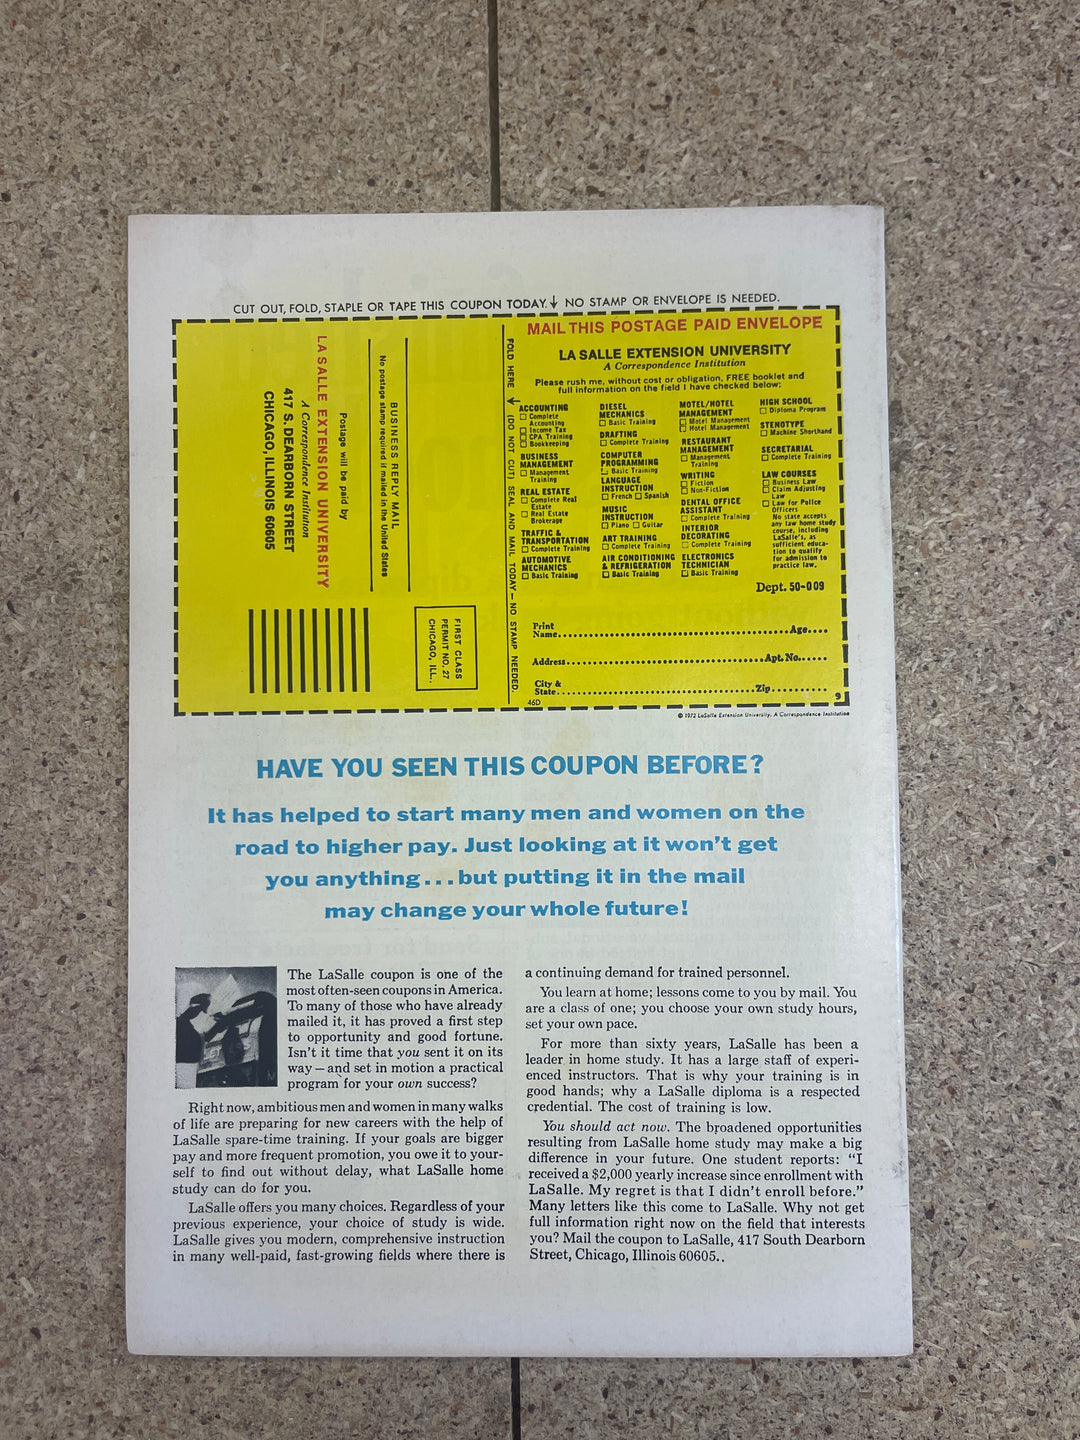 CUT OUT, FOLD, STAPLE OR TAPE THIS COUPON TODAY. ↓ NO STAMP OR ENVELOPE IS NEEDED.
MAIL THIS POSTAGE PAID ENVELOPE
LA SALLE EXTENSION UNIVERSITY
A Correspondence Institution
Please rush me, without cost or obligation, FREE booklet and
full information on the field I have checked below:
ACCOUNTING
☐ Complete
Accounting
☐ Income Tax
☐ CPA Training
☐ Bookkeeping
BUSINESS
MANAGEMENT
☐ Management
Training
REAL ESTATE
☐ Complete Real
Estate
☐ Real Estate
Brokerage
TRAFFIC &
TRANSPORTATION
☐ Complete Training
AUTOMOTIVE
MECHANICS
☐ Basic Training
DIESEL
MECHANICS
☐ Basic Training
DRAFTING
☐ Complete Training
COMPUTER
PROGRAMMING
☐ Basic Training
LANGUAGE
INSTRUCTION
☐ French ☐ Spanish
MUSIC
INSTRUCTION
☐ Piano ☐ Guitar
ART TRAINING
☐ Complete Training
AIR CONDITIONING
& REFRIGERATION
☐ Basic Training
MOTEL/HOTEL
MANAGEMENT
☐ Motel Management
☐ Hotel Management
RESTAURANT
MANAGEMENT
☐ Management
Training
WRITING
☐ Fiction
☐ Non-Fiction
DENTAL OFFICE
ASSISTANT
☐ Complete Training
INTERIOR
DECORATING
☐ Complete Training
ELECTRONICS
TECHNICIAN
☐ Basic Training
HIGH SCHOOL
☐ Diploma Program
STENOTYPE
☐ Machine Shorthand
SECRETARIAL
☐ Complete Training
LAW COURSES
☐ Business Law
☐ Claim Adjusting
Law
☐ Law for Police
Officers
No state accepts
any law home study
course, including
LaSalle's, as
sufficient educa-
tion to qualify
for admission to
practice law.
Dept. 50-009
Print
Name Age
Address Apt. No.
City &
State Zip
46D
9
FOLD HERE ↓ (DO NOT CUT) SEAL AND MAIL TODAY — NO STAMP NEEDED.
FIRST CLASS
PERMIT NO. 27
CHICAGO, ILL.
BUSINESS REPLY MAIL
No postage stamp required if mailed in the United States
Postage will be paid by
LA SALLE EXTENSION UNIVERSITY
A Correspondence Institution
417 S. DEARBORN STREET
CHICAGO, ILLINOIS 60605
© 1972 LaSalle Extension University, A Correspondence Institution
HAVE YOU SEEN THIS COUPON BEFORE?
It has helped to start many men and women on the
road to higher pay. Just looking at it won't get
you anything...but putting it in the mail
may change your whole future!
The LaSalle coupon is one of the
most often-seen coupons in America.
To many of those who have already
mailed it, it has proved a first step
to opportunity and good fortune.
Isn't it time that you sent it on its
way — and set in motion a practical
program for your own success?
Right now, ambitious men and women in many walks
of life are preparing for new careers with the help of
LaSalle spare-time training. If your goals are bigger
pay and more frequent promotion, you owe it to your-
self to find out without delay, what LaSalle home
study can do for you.
LaSalle offers you many choices. Regardless of your
previous experience, your choice of study is wide.
LaSalle gives you modern, comprehensive instruction
in many well-paid, fast-growing fields where there is
a continuing demand for trained personnel.
You learn at home; lessons come to you by mail. You
are a class of one; you choose your own study hours,
set your own pace.
For more than sixty years, LaSalle has been a
leader in home study. It has a large staff of experi-
enced instructors. That is why your training is in
good hands; why a LaSalle diploma is a respected
credential. The cost of training is low.
You should act now. The broadened opportunities
resulting from LaSalle home study may make a big
difference in your future. One student reports: "I
received a $2,000 yearly increase since enrollment with
LaSalle. My regret is that I didn't enroll before."
Many letters like this come to LaSalle. Why not get
full information right now on the field that interests
you? Mail the coupon to LaSalle, 417 South Dearborn
Street, Chicago, Illinois 60605..